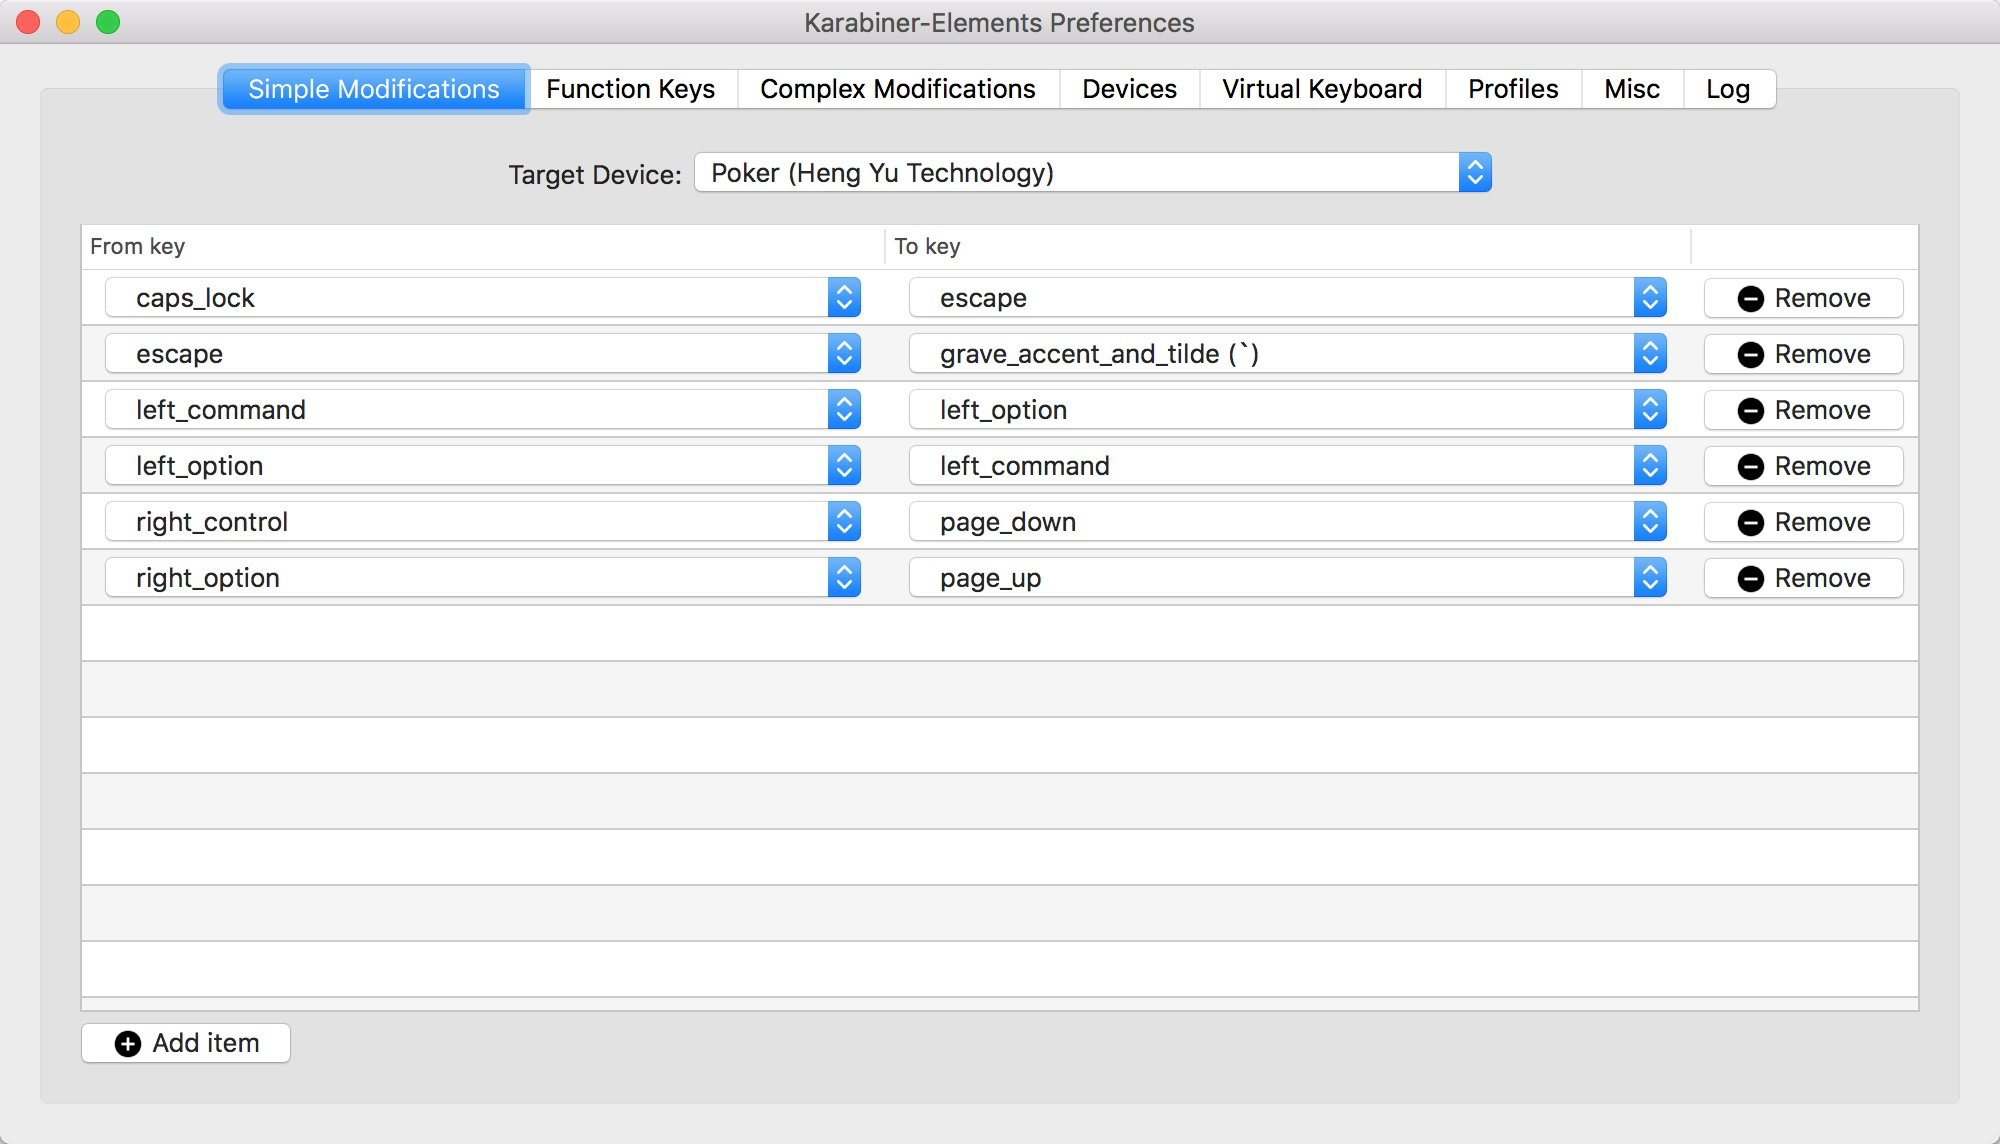 Karabiner-Elements Preferences
Simple Modifications Function Keys Complex Modifications Devices Virtual Keyboard Profiles Misc Log
Target Device: Poker (Heng Yu Technology)
From key To key
caps_lock escape Remove
escape grave_accent_and_tilde (`) Remove
left_command left_option Remove
left_option left_command Remove
right_control page_down Remove
right_option page_up Remove
Add item